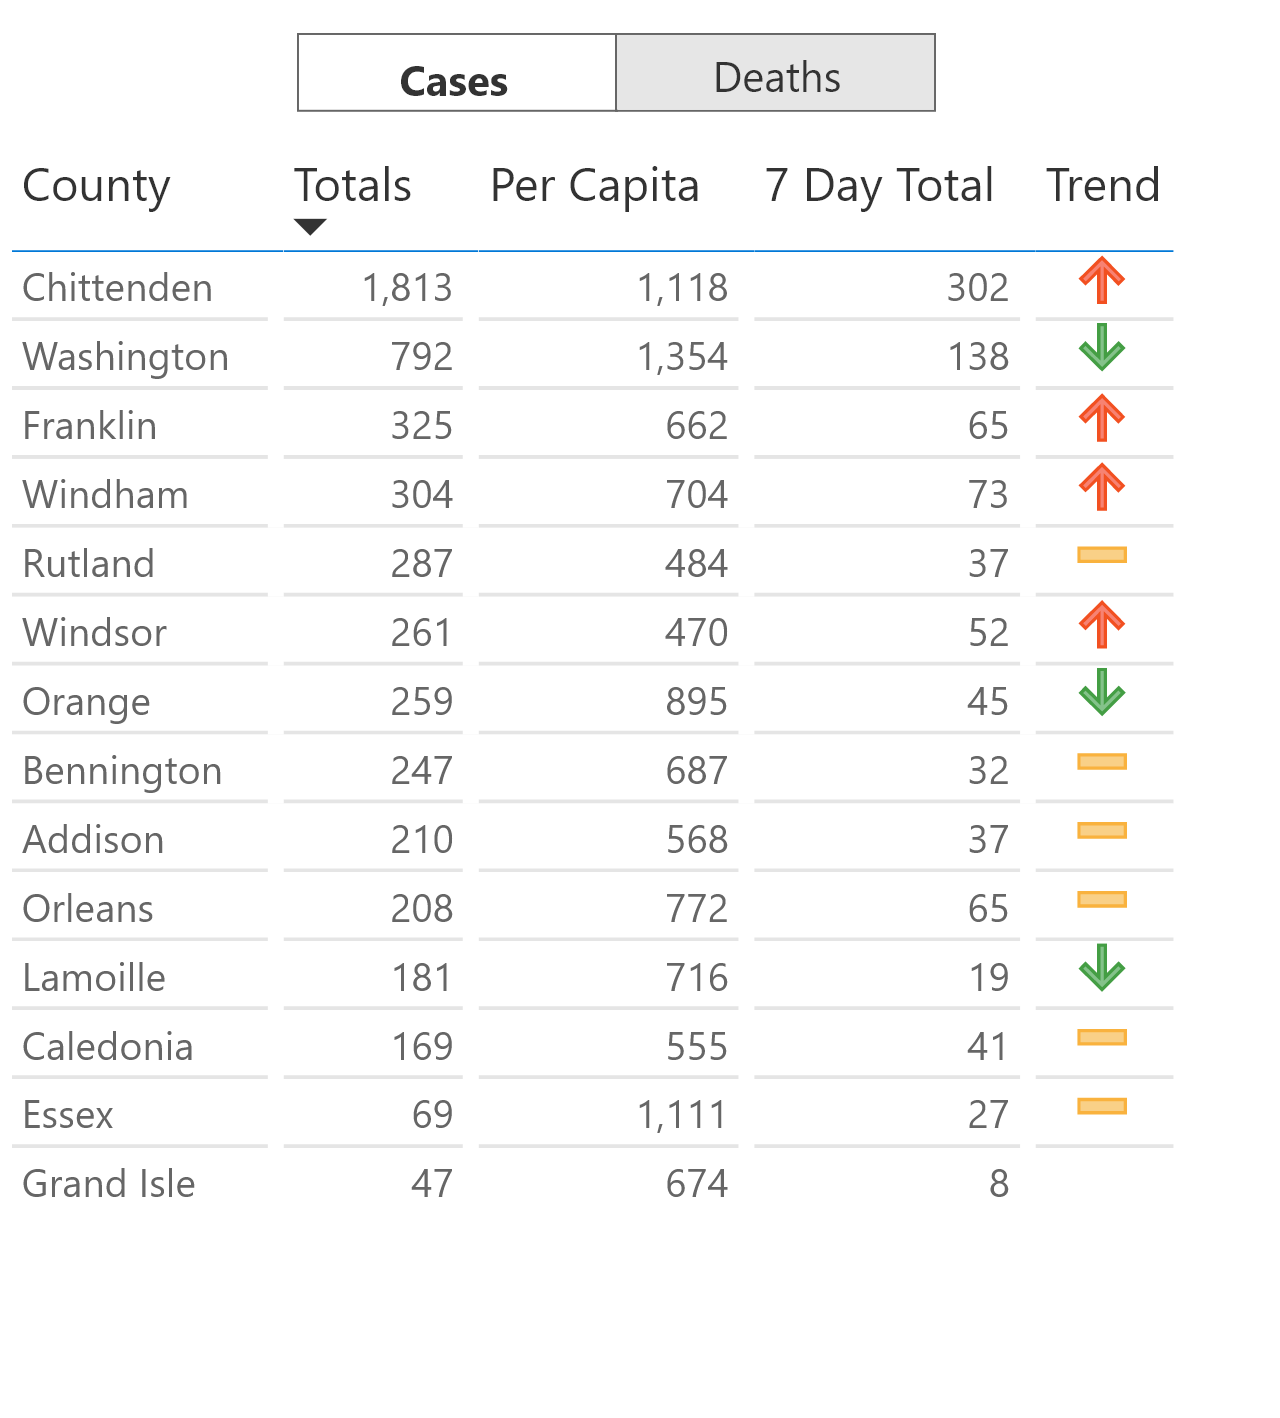 Cases Deaths
County Totals Per Capita 7 Day Total Trend
Chittenden 1,813 1,118 302
Washington 792 1,354 138
Franklin 325 662 65
Windham 304 704 73
Rutland 287 484 37
Windsor 261 470 52
Orange 259 895 45
Bennington 247 687 32
Addison 210 568 37
Orleans 208 772 65
Lamoille 181 716 19
Caledonia 169 555 41
Essex 69 1,111 27
Grand Isle 47 674 8